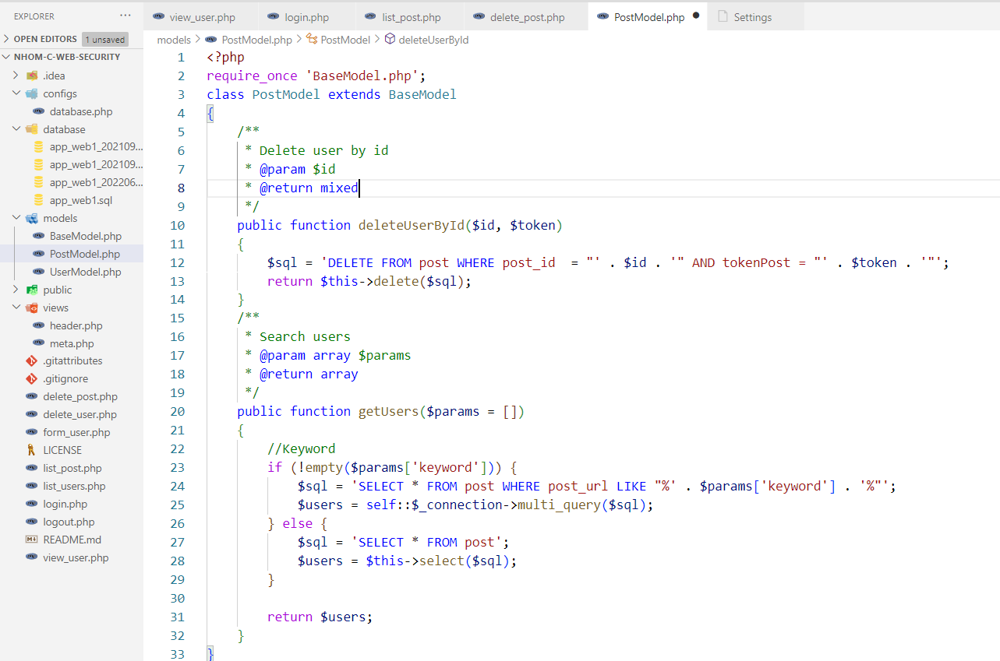 EXPLORER ...
OPEN EDITORS 1 unsaved
NHOM-C-WEB-SECURITY
.idea
configs
database.php
database
app_web1_202109...
app_web1_202109...
app_web1_202206...
app_web1.sql
models
BaseModel.php
PostModel.php
UserModel.php
public
views
header.php
meta.php
.gitattributes
.gitignore
delete_post.php
delete_user.php
form_user.php
LICENSE
list_post.php
list_users.php
login.php
logout.php
README.md
view_user.php
view_user.php login.php list_post.php delete_post.php PostModel.php ● Settings
models > PostModel.php > PostModel > deleteUserById
1 <?php
2 require_once 'BaseModel.php';
3 class PostModel extends BaseModel
4 {
5     /**
6      * Delete user by id
7      * @param $id
8      * @return mixed
9      */
10     public function deleteUserById($id, $token)
11     {
12         $sql = 'DELETE FROM post WHERE post_id  = "' . $id . '" AND tokenPost = "' . $token . '"';
13         return $this->delete($sql);
14     }
15     /**
16      * Search users
17      * @param array $params
18      * @return array
19      */
20     public function getUsers($params = [])
21     {
22         //Keyword
23         if (!empty($params['keyword'])) {
24             $sql = 'SELECT * FROM post WHERE post_url LIKE "%' . $params['keyword'] . '%"';
25             $users = self::$_connection->multi_query($sql);
26         } else {
27             $sql = 'SELECT * FROM post';
28             $users = $this->select($sql);
29         }
30
31         return $users;
32     }
33 }